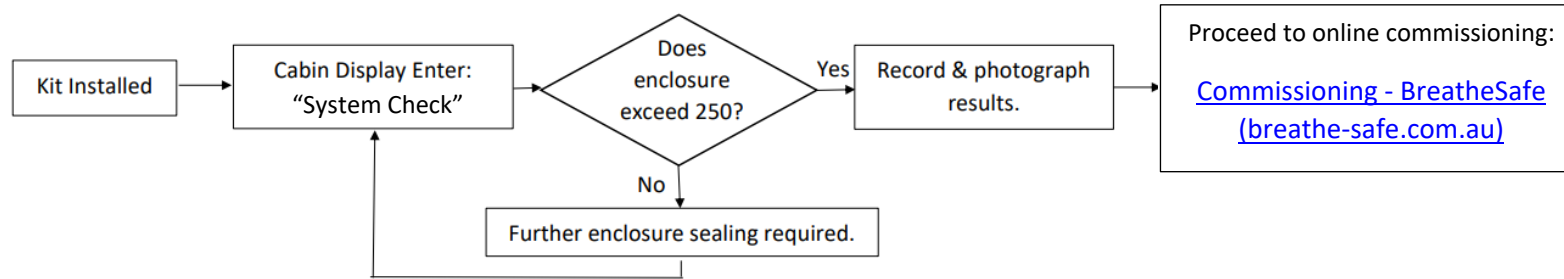 Kit Installed
Cabin Display Enter:
“System Check”
Does
enclosure
exceed 250?
Yes
Record & photograph
results.
Proceed to online commissioning:
Commissioning - BreatheSafe
(breathe-safe.com.au)
No
Further enclosure sealing required.